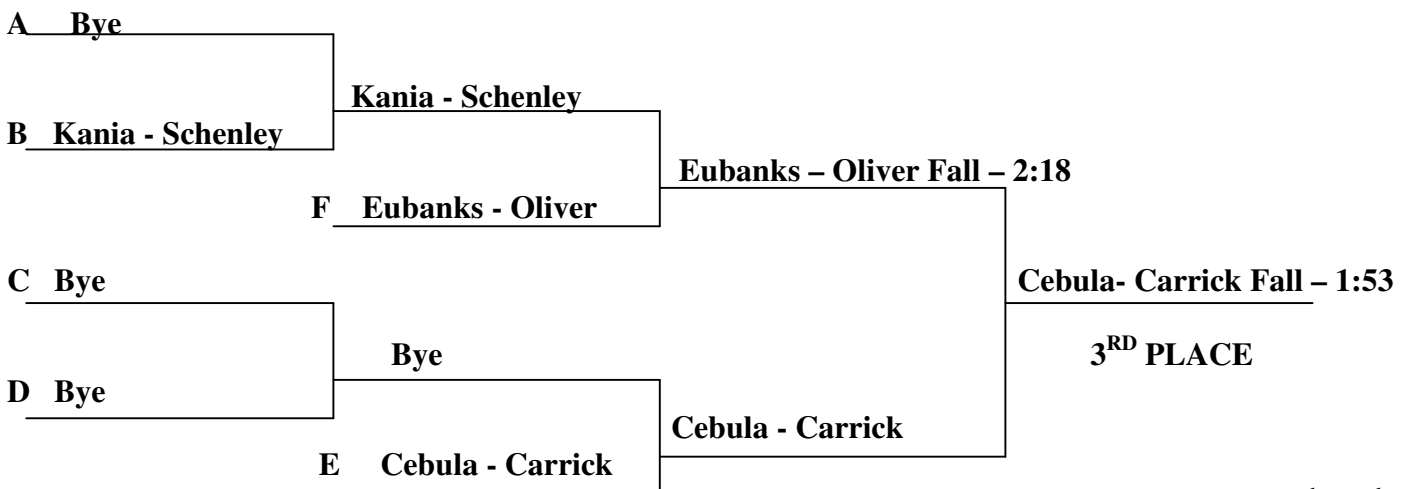 A Bye
Kania - Schenley
B Kania - Schenley
Eubanks – Oliver Fall – 2:18
F Eubanks - Oliver
C Bye
Cebula- Carrick Fall – 1:53
Bye
3RD PLACE
D Bye
Cebula - Carrick
E Cebula - Carrick